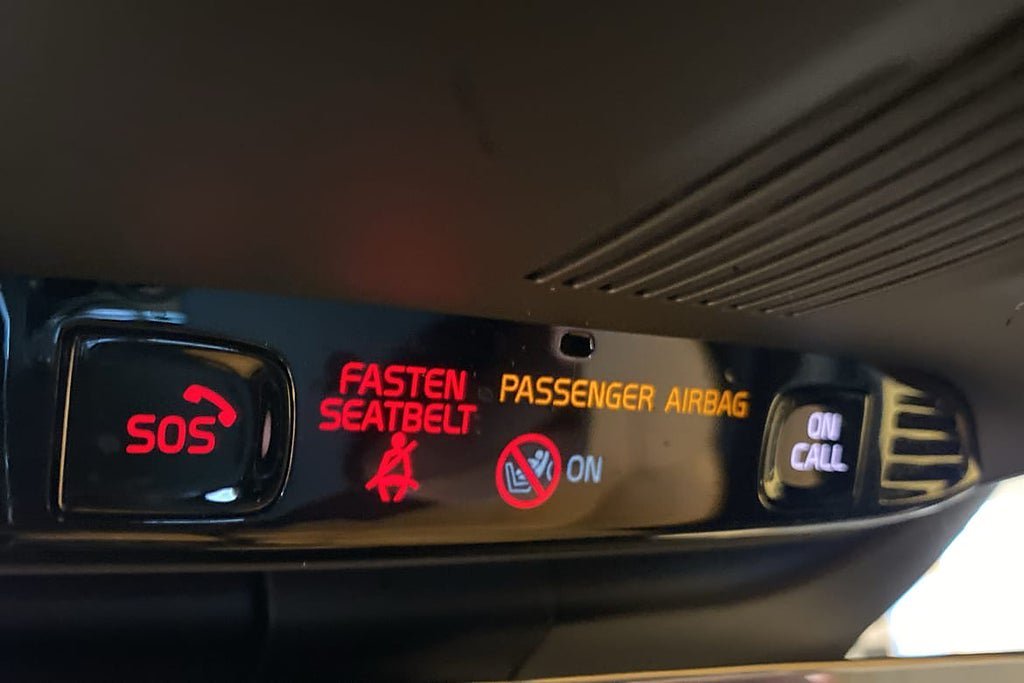 SOS
FASTEN
SEATBELT
PASSENGER AIRBAG
ON
ON
CALL